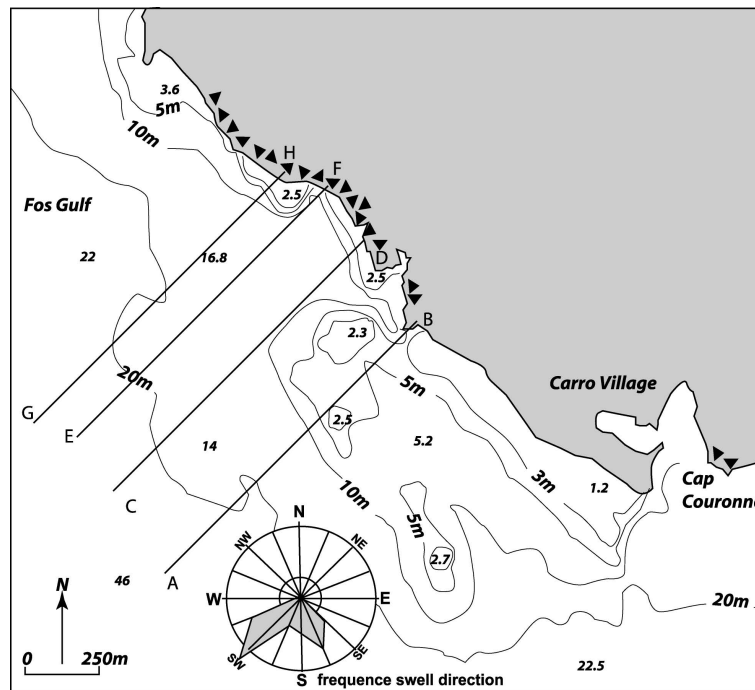 3.6
5m
10m
H
F
2.5
Fos Gulf
22
16.8
D
2.5
2.3
B
20m
5m
Carro Village
G
E
2.5
14
5.2
10m
3m
1.2
Cap
Couronne
C
5m
2.7
A
46
N
0 250m
N
NW
NE
W
E
SW
SE
S
frequence swell direction
20m
22.5